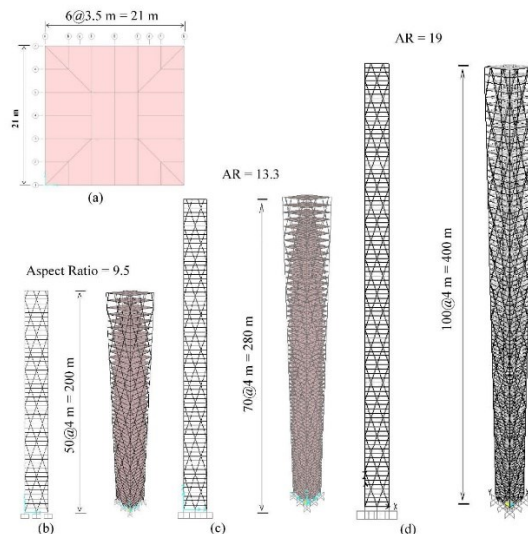 6@3.5 m = 21 m
21 m
(a)
AR = 19
AR = 13.3
Aspect Ratio = 9.5
50@4 m = 200 m
70@4 m = 280 m
100@4 m = 400 m
(b)
(c)
(d)